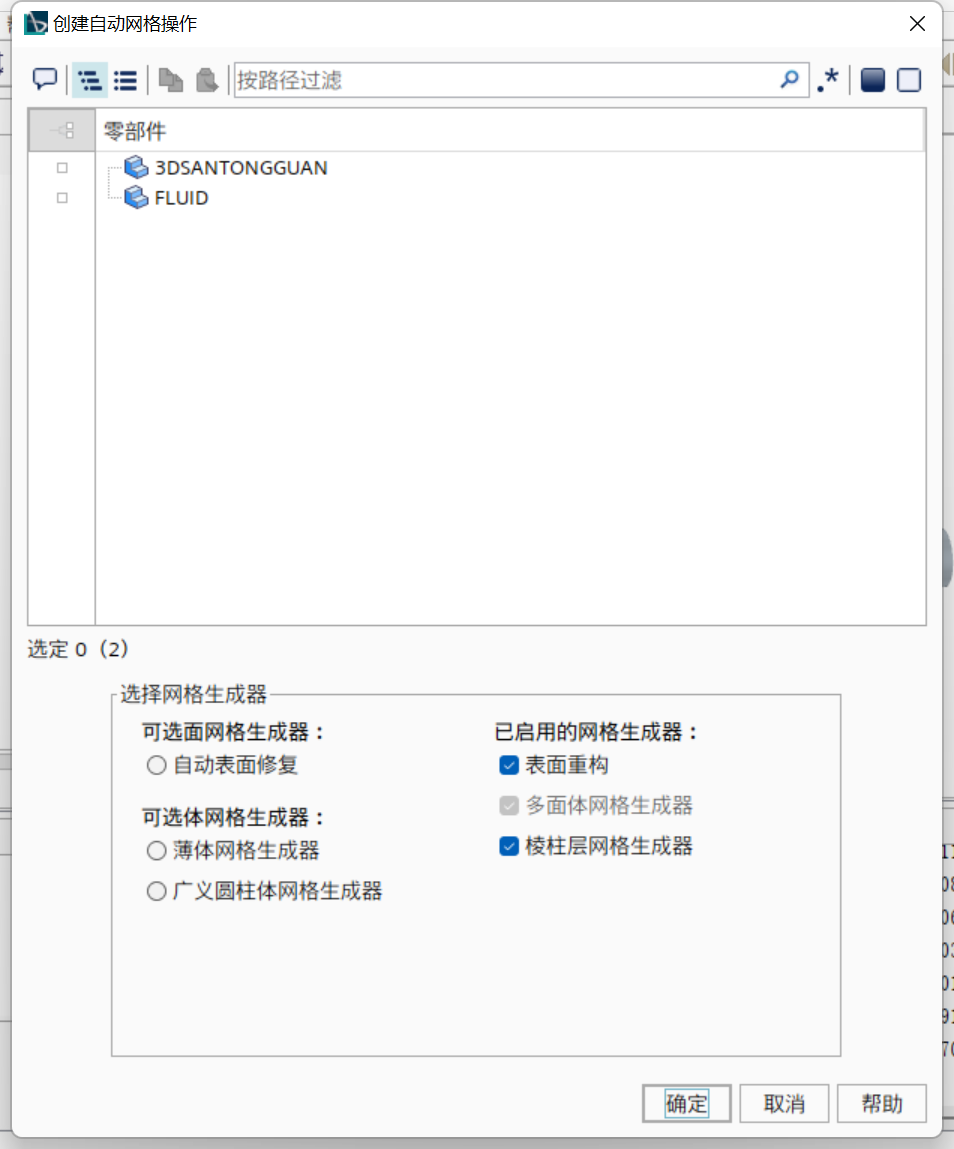 创建自动网格操作
按路径过滤
.*
零部件
3DSANTONGGUAN
FLUID
选定 0（2）
选择网格生成器
可选面网格生成器：
自动表面修复
可选体网格生成器：
薄体网格生成器
广义圆柱体网格生成器
已启用的网格生成器：
表面重构
多面体网格生成器
棱柱层网格生成器
确定
取消
帮助